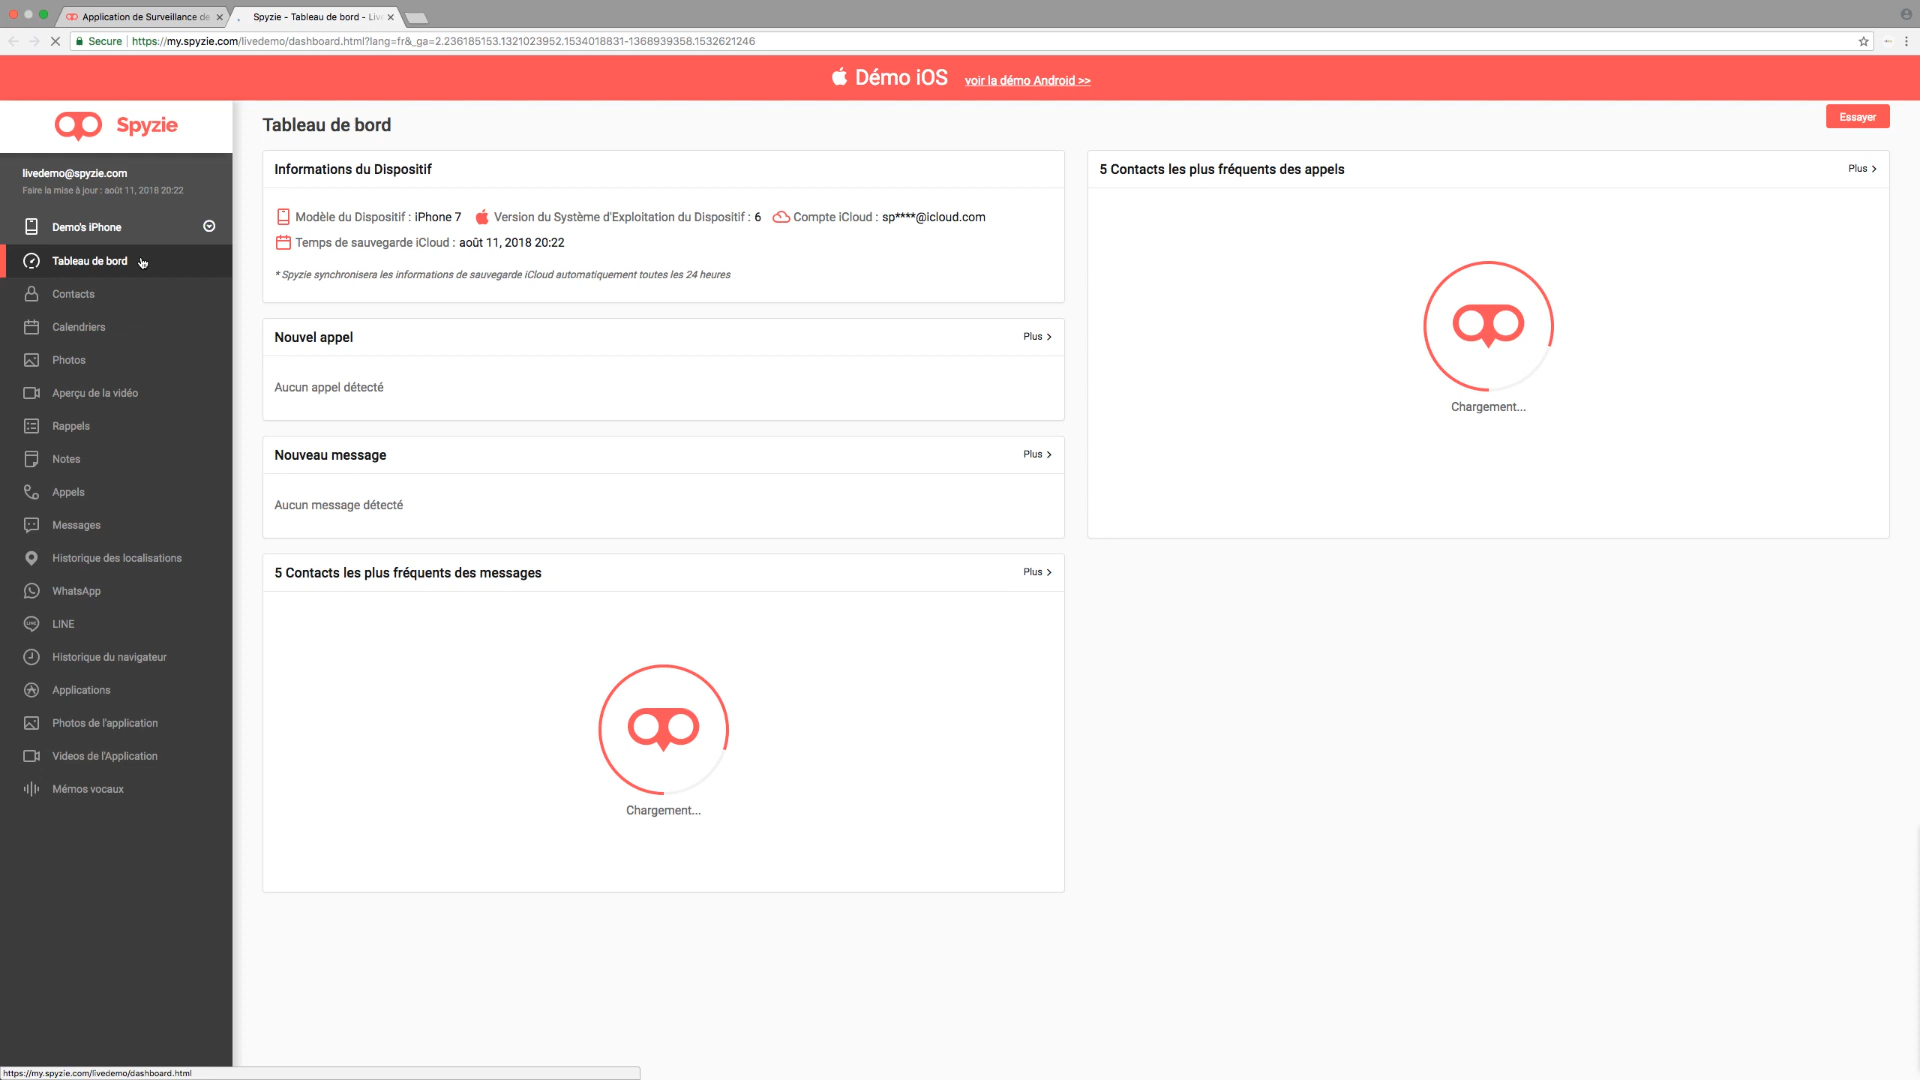 Application de Surveillance de
Spyzie - Tableau de bord - Liv
Secure
https://my.spyzie.com/livedemo/dashboard.html?lang=fr&_ga=2.236185153.1321023952.1534018831-1368939358.1532621246
Démo iOS voir la démo Android >>
Spyzie
livedemo@spyzie.com
Faire la mise à jour : août 11, 2018 20:22
Demo's iPhone
Tableau de bord
Contacts
Calendriers
Photos
Aperçu de la vidéo
Rappels
Notes
Appels
Messages
Historique des localisations
WhatsApp
LINE
Historique du navigateur
Applications
Photos de l'application
Videos de l'Application
Mémos vocaux
Tableau de bord
Essayer
Informations du Dispositif
Modèle du Dispositif : iPhone 7 Version du Système d'Exploitation du Dispositif : 6 Compte iCloud : sp****@icloud.com
Temps de sauvegarde iCloud : août 11, 2018 20:22
* Spyzie synchronisera les informations de sauvegarde iCloud automatiquement toutes les 24 heures
Nouvel appel
Plus >
Aucun appel détecté
Nouveau message
Plus >
Aucun message détecté
5 Contacts les plus fréquents des messages
Plus >
Chargement...
5 Contacts les plus fréquents des appels
Plus >
Chargement...
https://my.spyzie.com/livedemo/dashboard.html